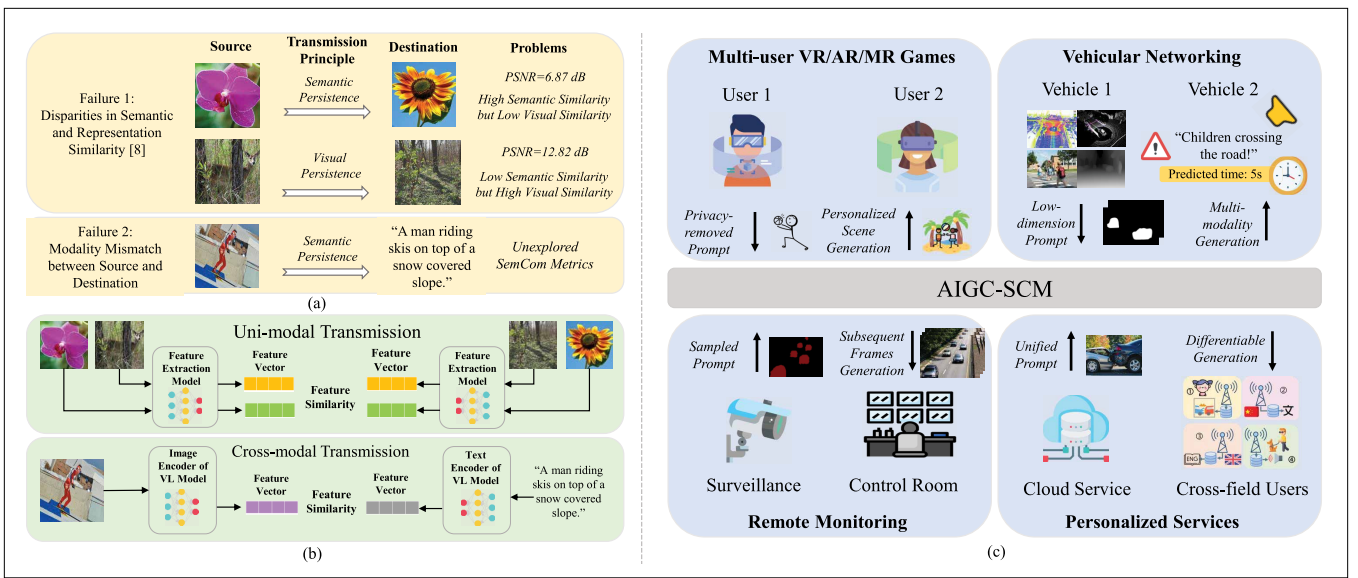 Source
Transmission
Principle
Destination
Problems
Failure 1:
Disparities in Semantic
and Representation
Similarity [8]
Semantic
Persistence
PSNR=6.87 dB
High Semantic Similarity
but Low Visual Similarity
Visual
Persistence
PSNR=12.82 dB
Low Semantic Similarity
but High Visual Similarity
Failure 2:
Modality Mismatch
between Source and
Destination
Semantic
Persistence
“A man riding
skis on top of a
snow covered
slope.”
Unexplored
SemCom Metrics
(a)
Uni-modal Transmission
Feature
Extraction
Model
Feature
Vector
Feature
Similarity
Feature
Vector
Feature
Extraction
Model
Cross-modal Transmission
Image
Encoder of
VL Model
Feature
Vector
Feature
Similarity
Feature
Vector
Text
Encoder of
VL Model
“A man riding
skis on top of a
snow covered
slope.”
(b)
Multi-user VR/AR/MR Games
User 1
User 2
Privacy-
removed
Prompt
Personalized
Scene
Generation
Vehicular Networking
Vehicle 1
Vehicle 2
“Children crossing
the road!”
Predicted time: 5s
Low-
dimension
Prompt
Multi-
modality
Generation
AIGC-SCM
Sampled
Prompt
Subsequent
Frames
Generation
Surveillance
Control Room
Remote Monitoring
Unified
Prompt
Differentiable
Generation
①
②
文
③
ENG
④
Cloud Service
Cross-field Users
Personalized Services
(c)